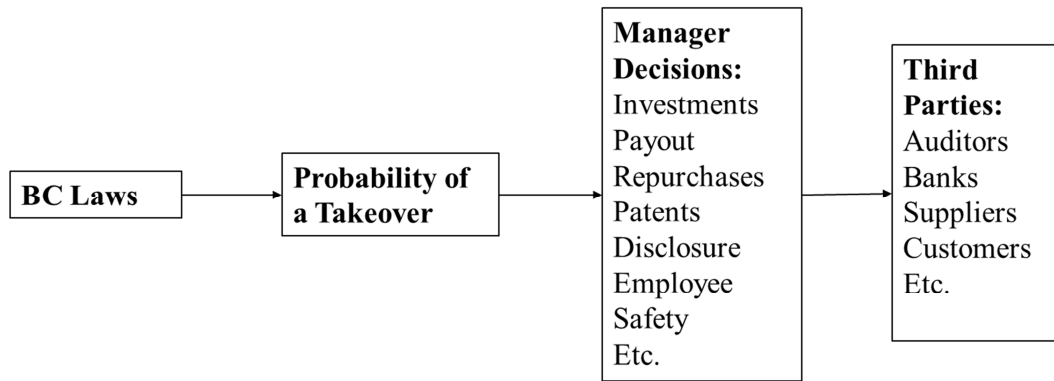 BC Laws
Probability of
a Takeover
Manager
Decisions:
Investments
Payout
Repurchases
Patents
Disclosure
Employee
Safety
Etc.
Third
Parties:
Auditors
Banks
Suppliers
Customers
Etc.